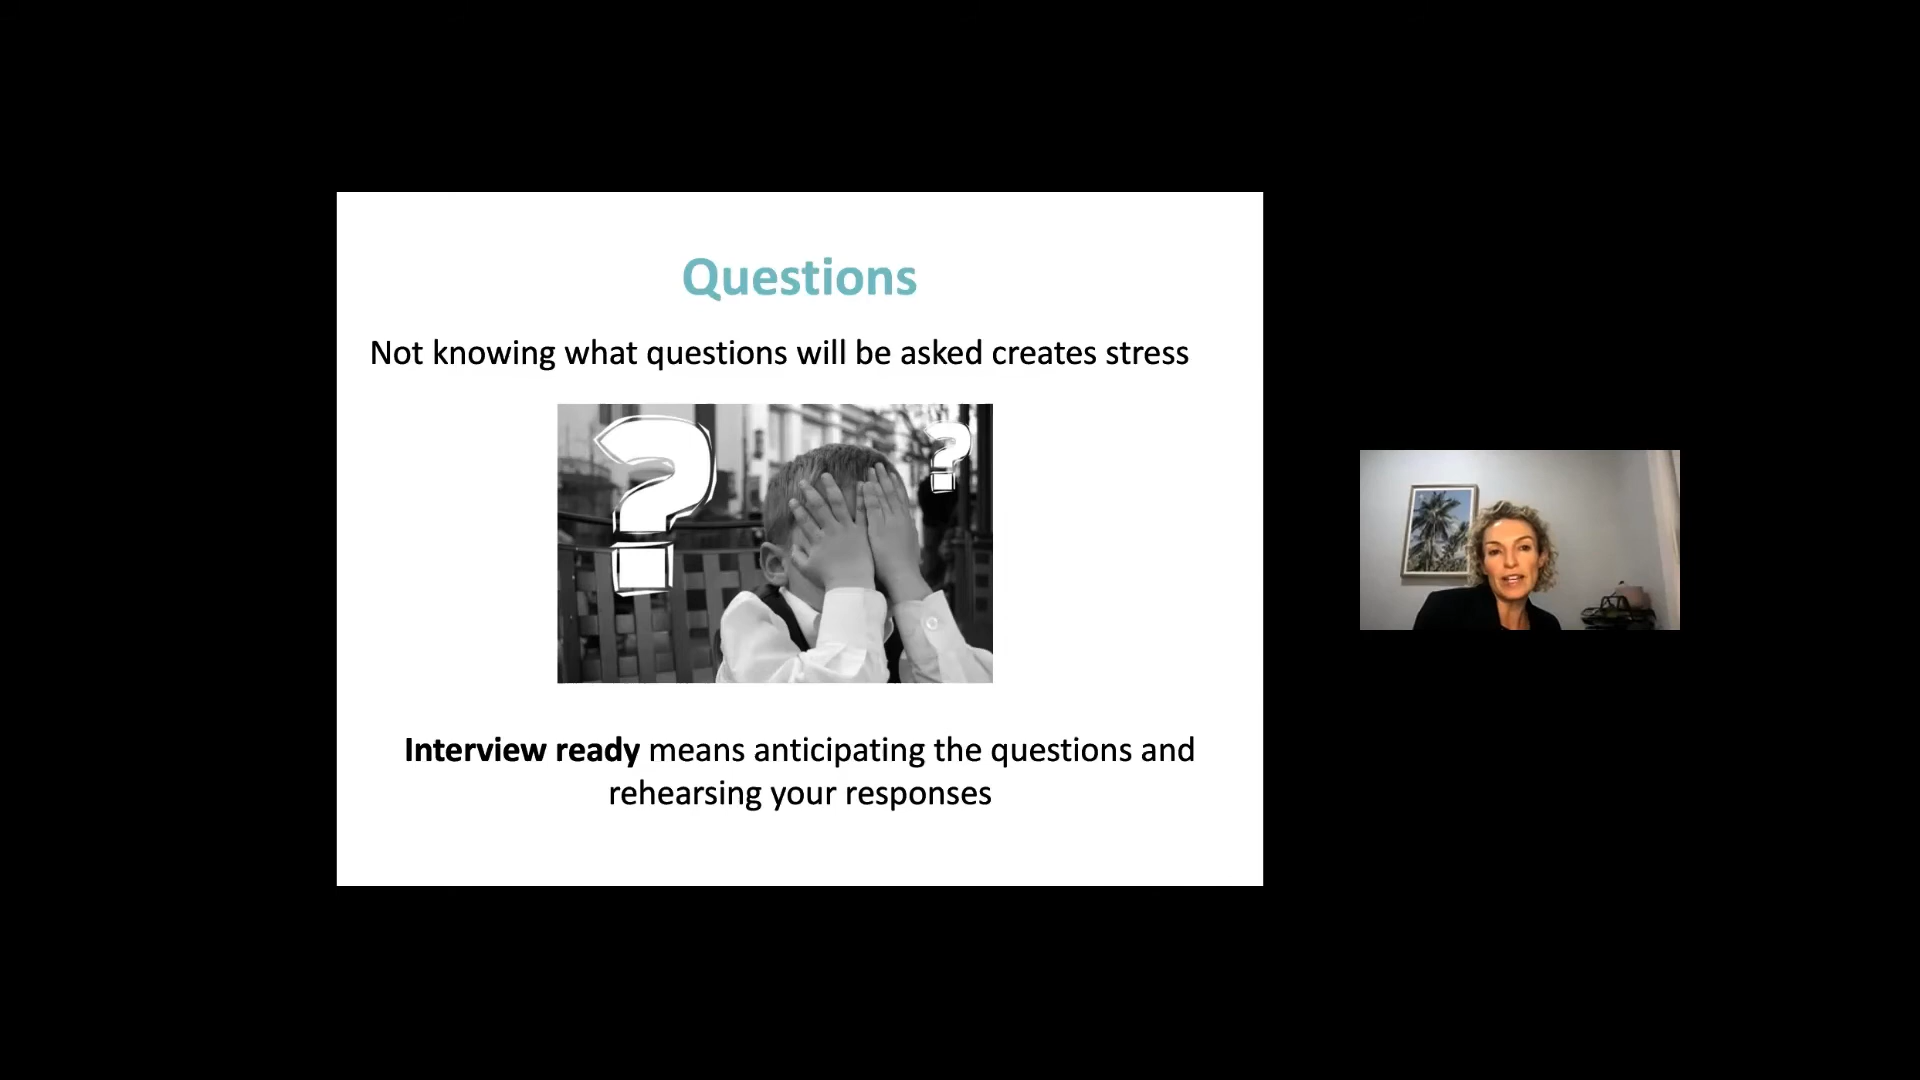 Questions
Not knowing what questions will be asked creates stress
?
?
Interview ready means anticipating the questions and
rehearsing your responses